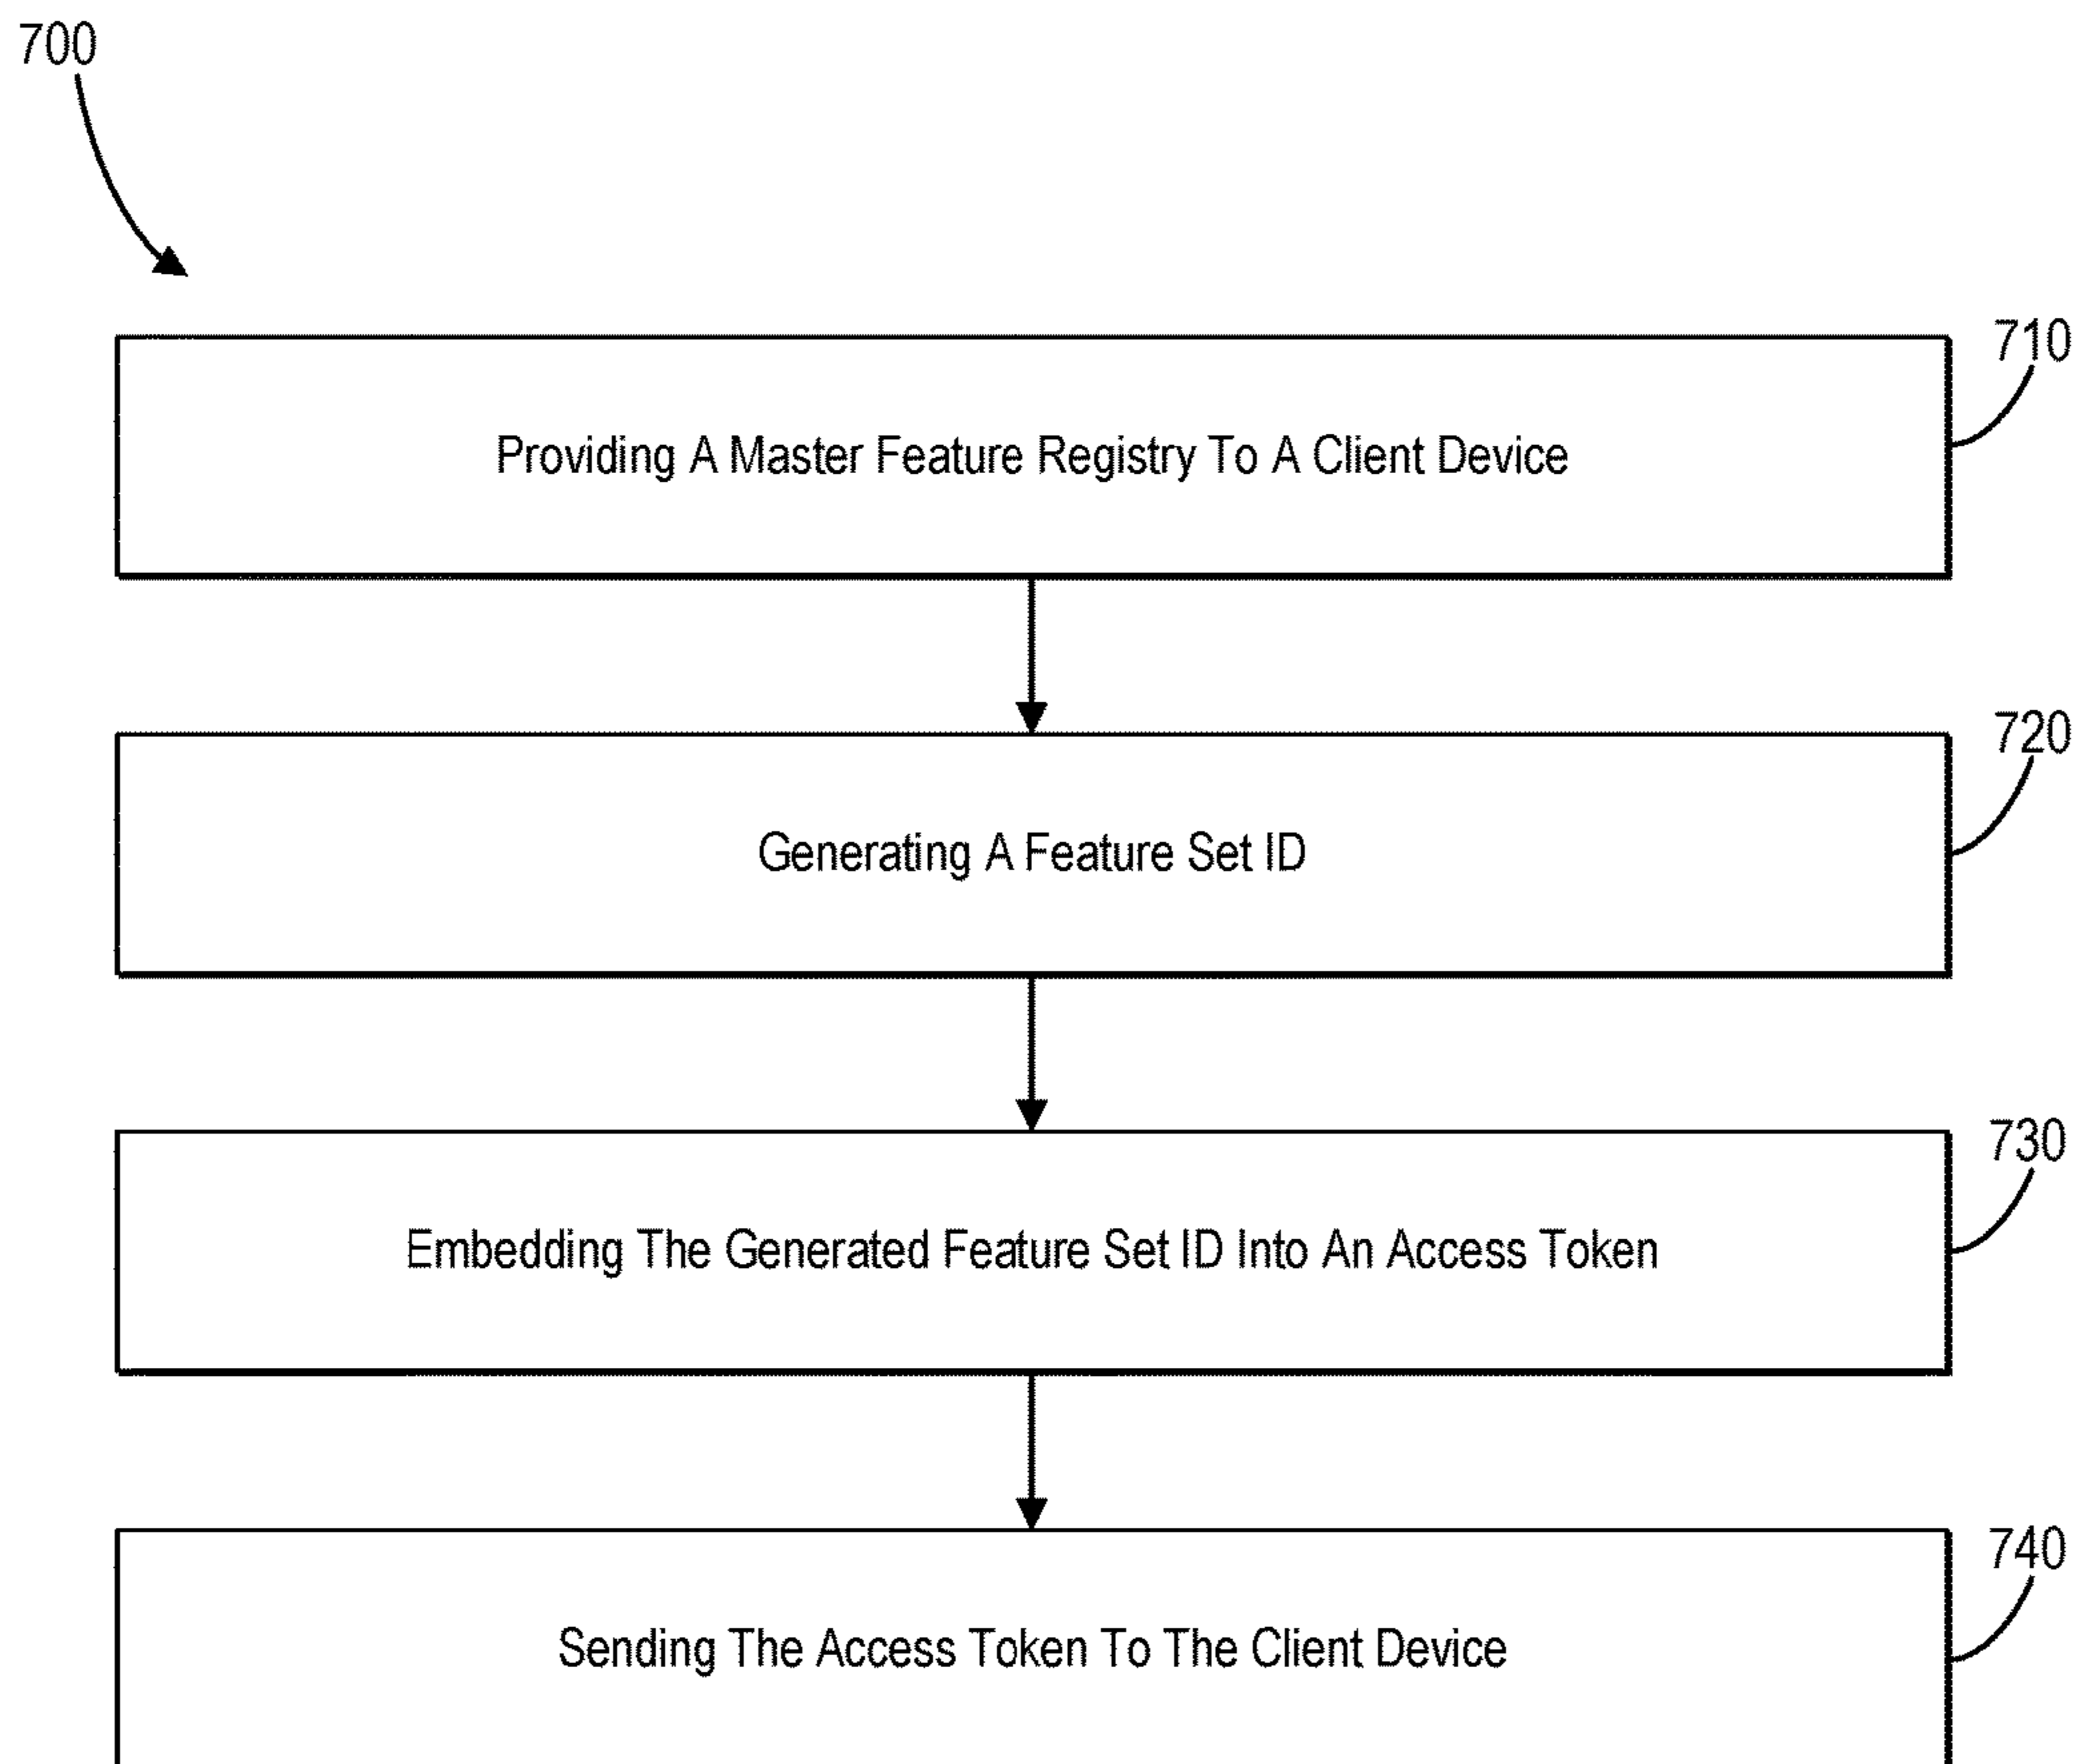 700
710
Providing A Master Feature Registry To A Client Device
720
Generating A Feature Set ID
730
Embedding The Generated Feature Set ID Into An Access Token
740
Sending The Access Token To The Client Device